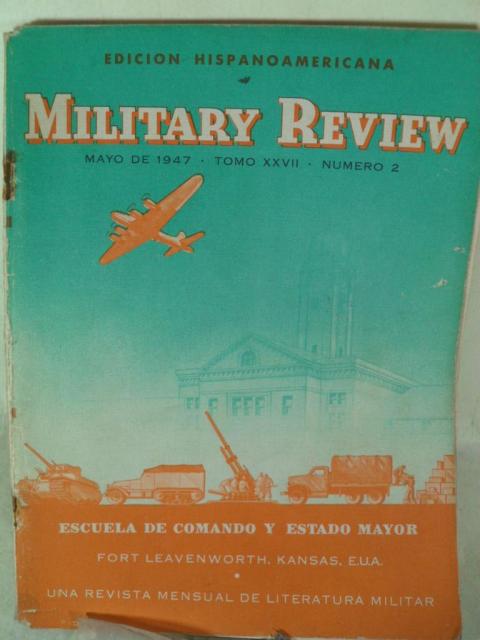 EDICION HISPANOAMERICANA
MILITARY REVIEW
MAYO DE 1947 · TOMO XXVII · NUMERO 2
ESCUELA DE COMANDO Y ESTADO MAYOR
FORT LEAVENWORTH, KANSAS, E.U.A.
UNA REVISTA MENSUAL DE LITERATURA MILITAR